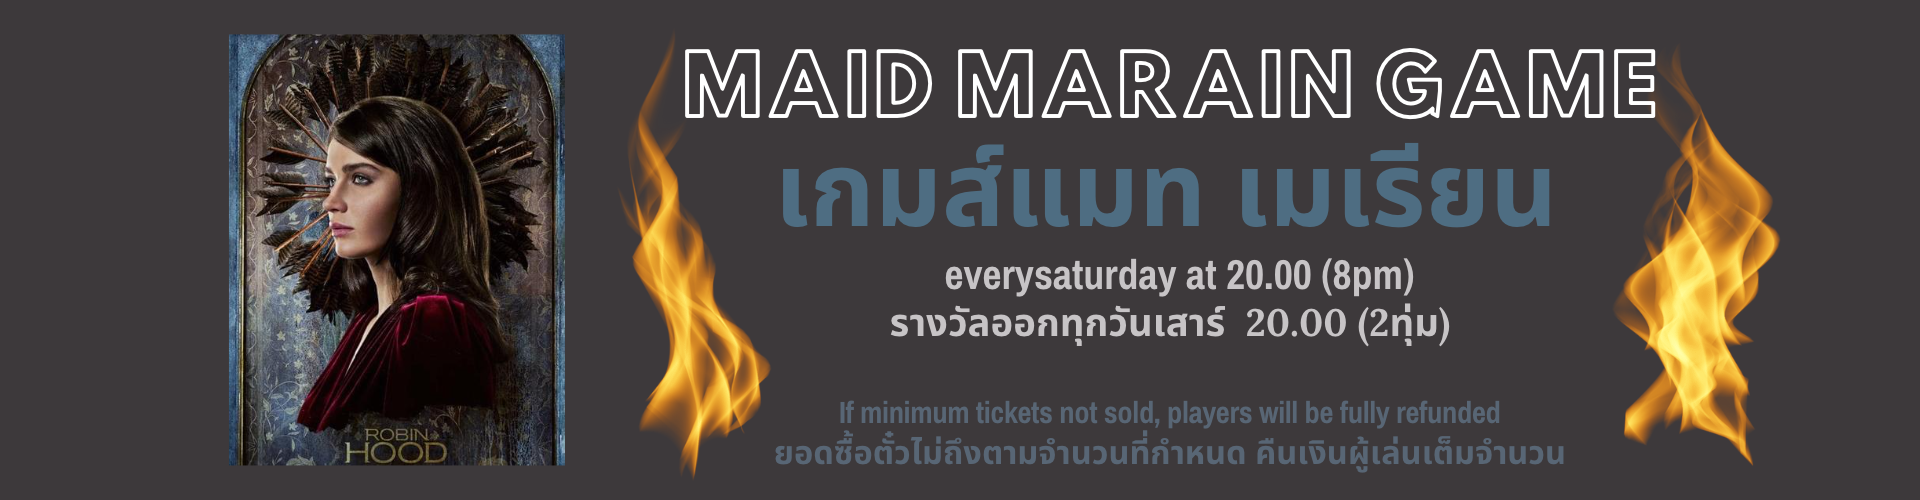 ROBIN
HOOD
MAID MARAIN GAME
เกมส์แมท เมเรียน
everysaturday at 20.00 (8pm)
รางวัลออกทุกวันเสาร์ 20.00 (2ทุ่ม)
If minimum tickets not sold, players will be fully refunded
ยอดซื้อตั๋วไม่ถึงตามจำนวนที่กำหนด คืนเงินผู้เล่นเต็มจำนวน